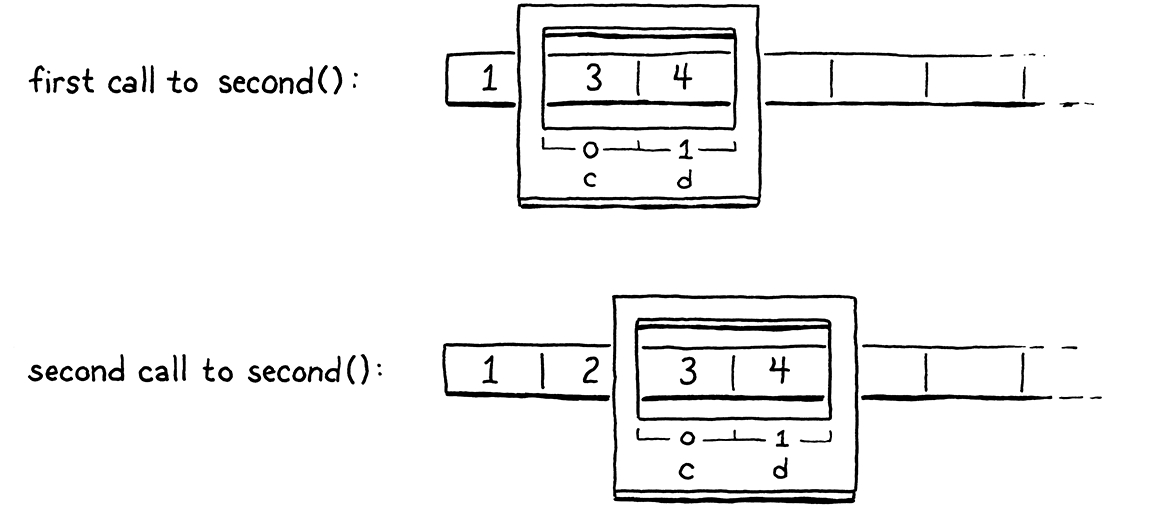 first call to second():
1 3 4
0 1
c d
second call to second():
1 2 3 4
0 1
c d